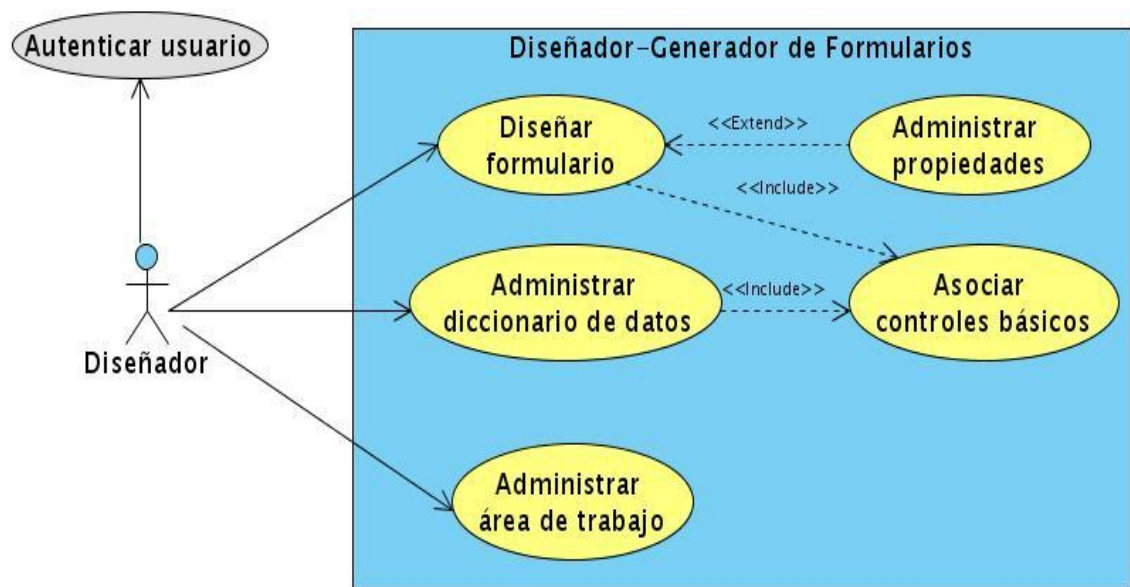 Autenticar usuario
Diseñador-Generador de Formularios
Diseñar
formulario
<<Extend>>
Administrar
propiedades
<<Include>>
Administrar
diccionario de datos
<<Include>>
Asociar
controles básicos
Diseñador
Administrar
área de trabajo